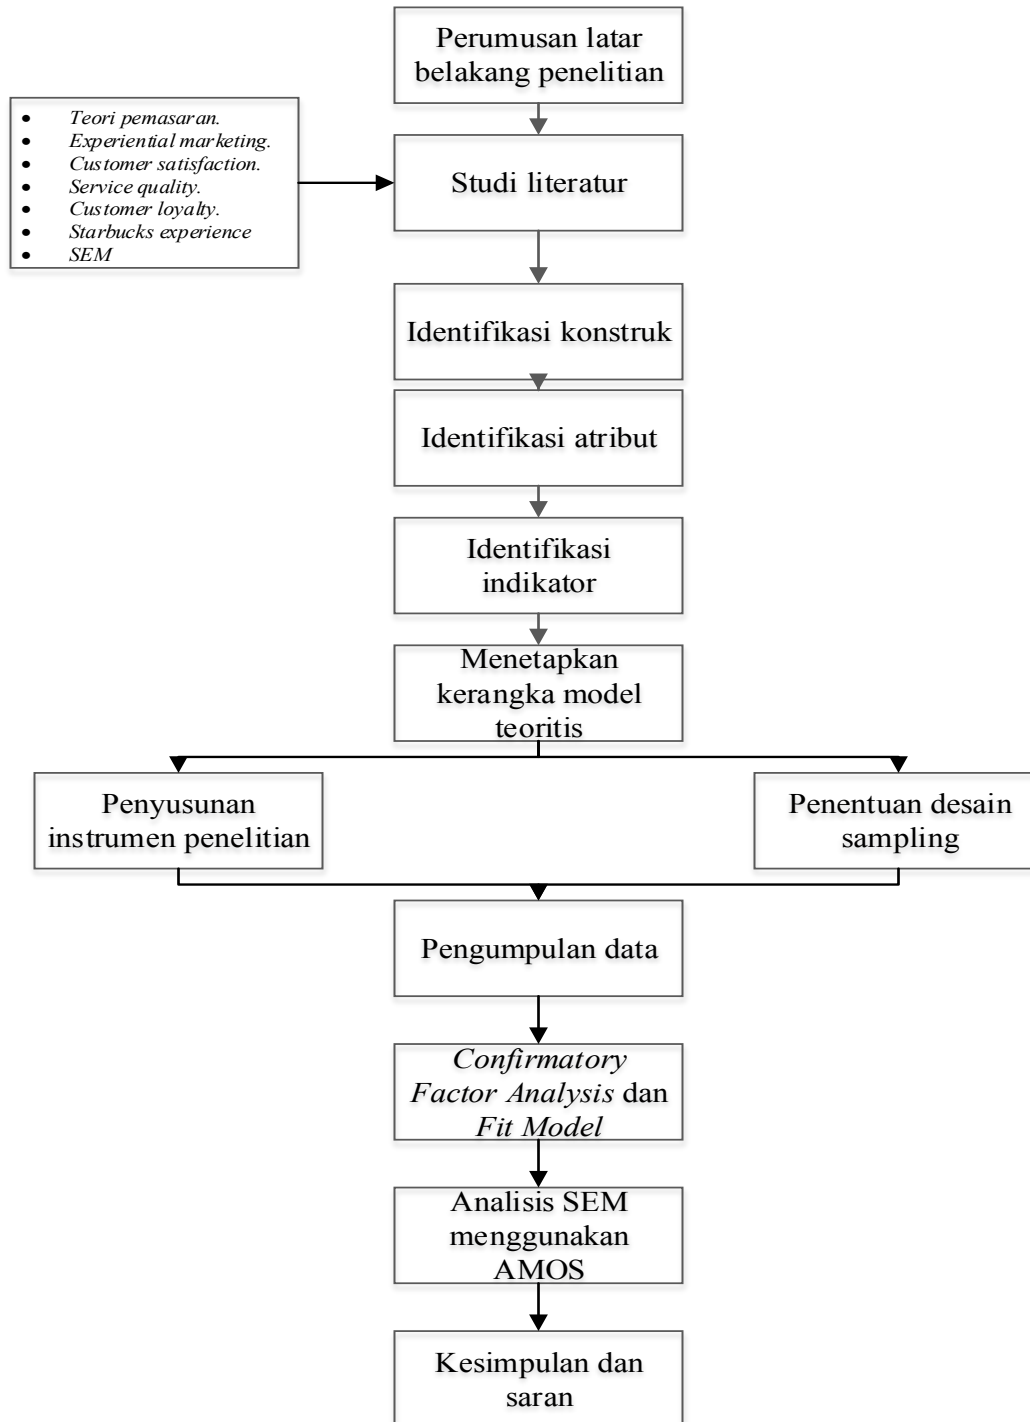 Perumusan latar
belakang penelitian
• Teori pemasaran.
• Experiential marketing.
• Customer satisfaction.
• Service quality.
• Customer loyalty.
• Starbucks experience
• SEM
Studi literatur
Identifikasi konstruk
Identifikasi atribut
Identifikasi
indikator
Menetapkan
kerangka model
teoritis
Penyusunan
instrumen penelitian
Penentuan desain
sampling
Pengumpulan data
Confirmatory
Factor Analysis dan
Fit Model
Analisis SEM
menggunakan
AMOS
Kesimpulan dan
saran